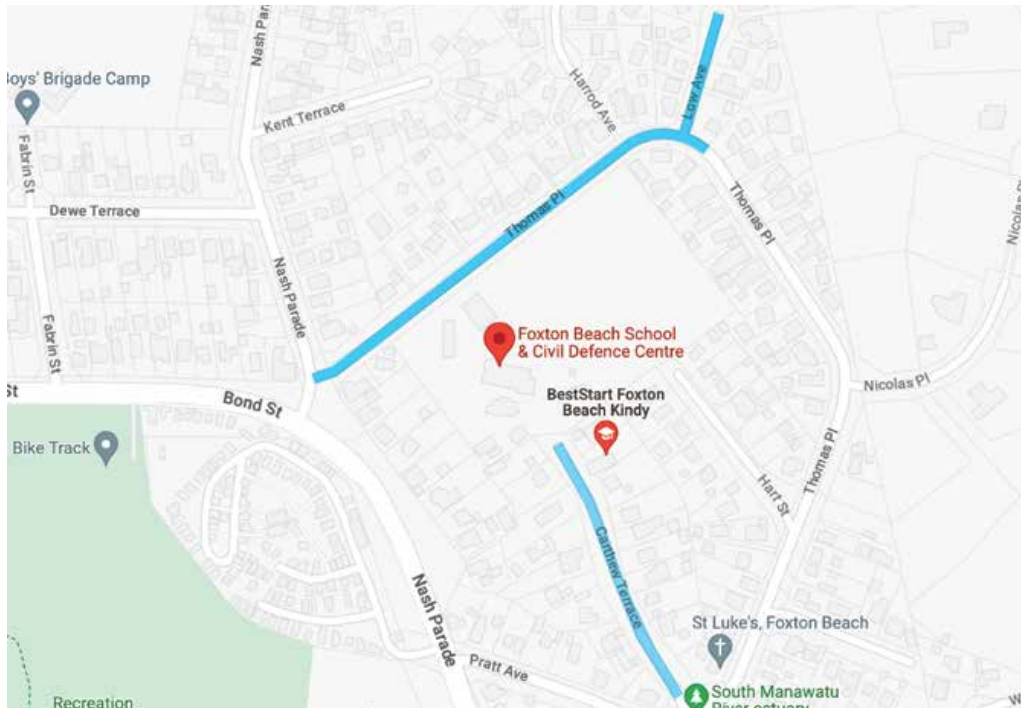 Nash Para
Boys' Brigade Camp
Kent Terrace
Harrod Ave
Low Ave
Fabrin St
Dewe Terrace
Thomas Pl
Thomas Pl
Nicolas Pl
Nash Parade
Foxton Beach School
& Civil Defence Centre
Fabrin St
St
Bond St
Nicolas Pl
BestStart Foxton
Beach Kindy
Bike Track
Thomas Pl
Hart St
Carthew Terrace
Nash Parade
St Luke's, Foxton Beach
Pratt Ave
South Manawatu
River estuary
Recreation
W